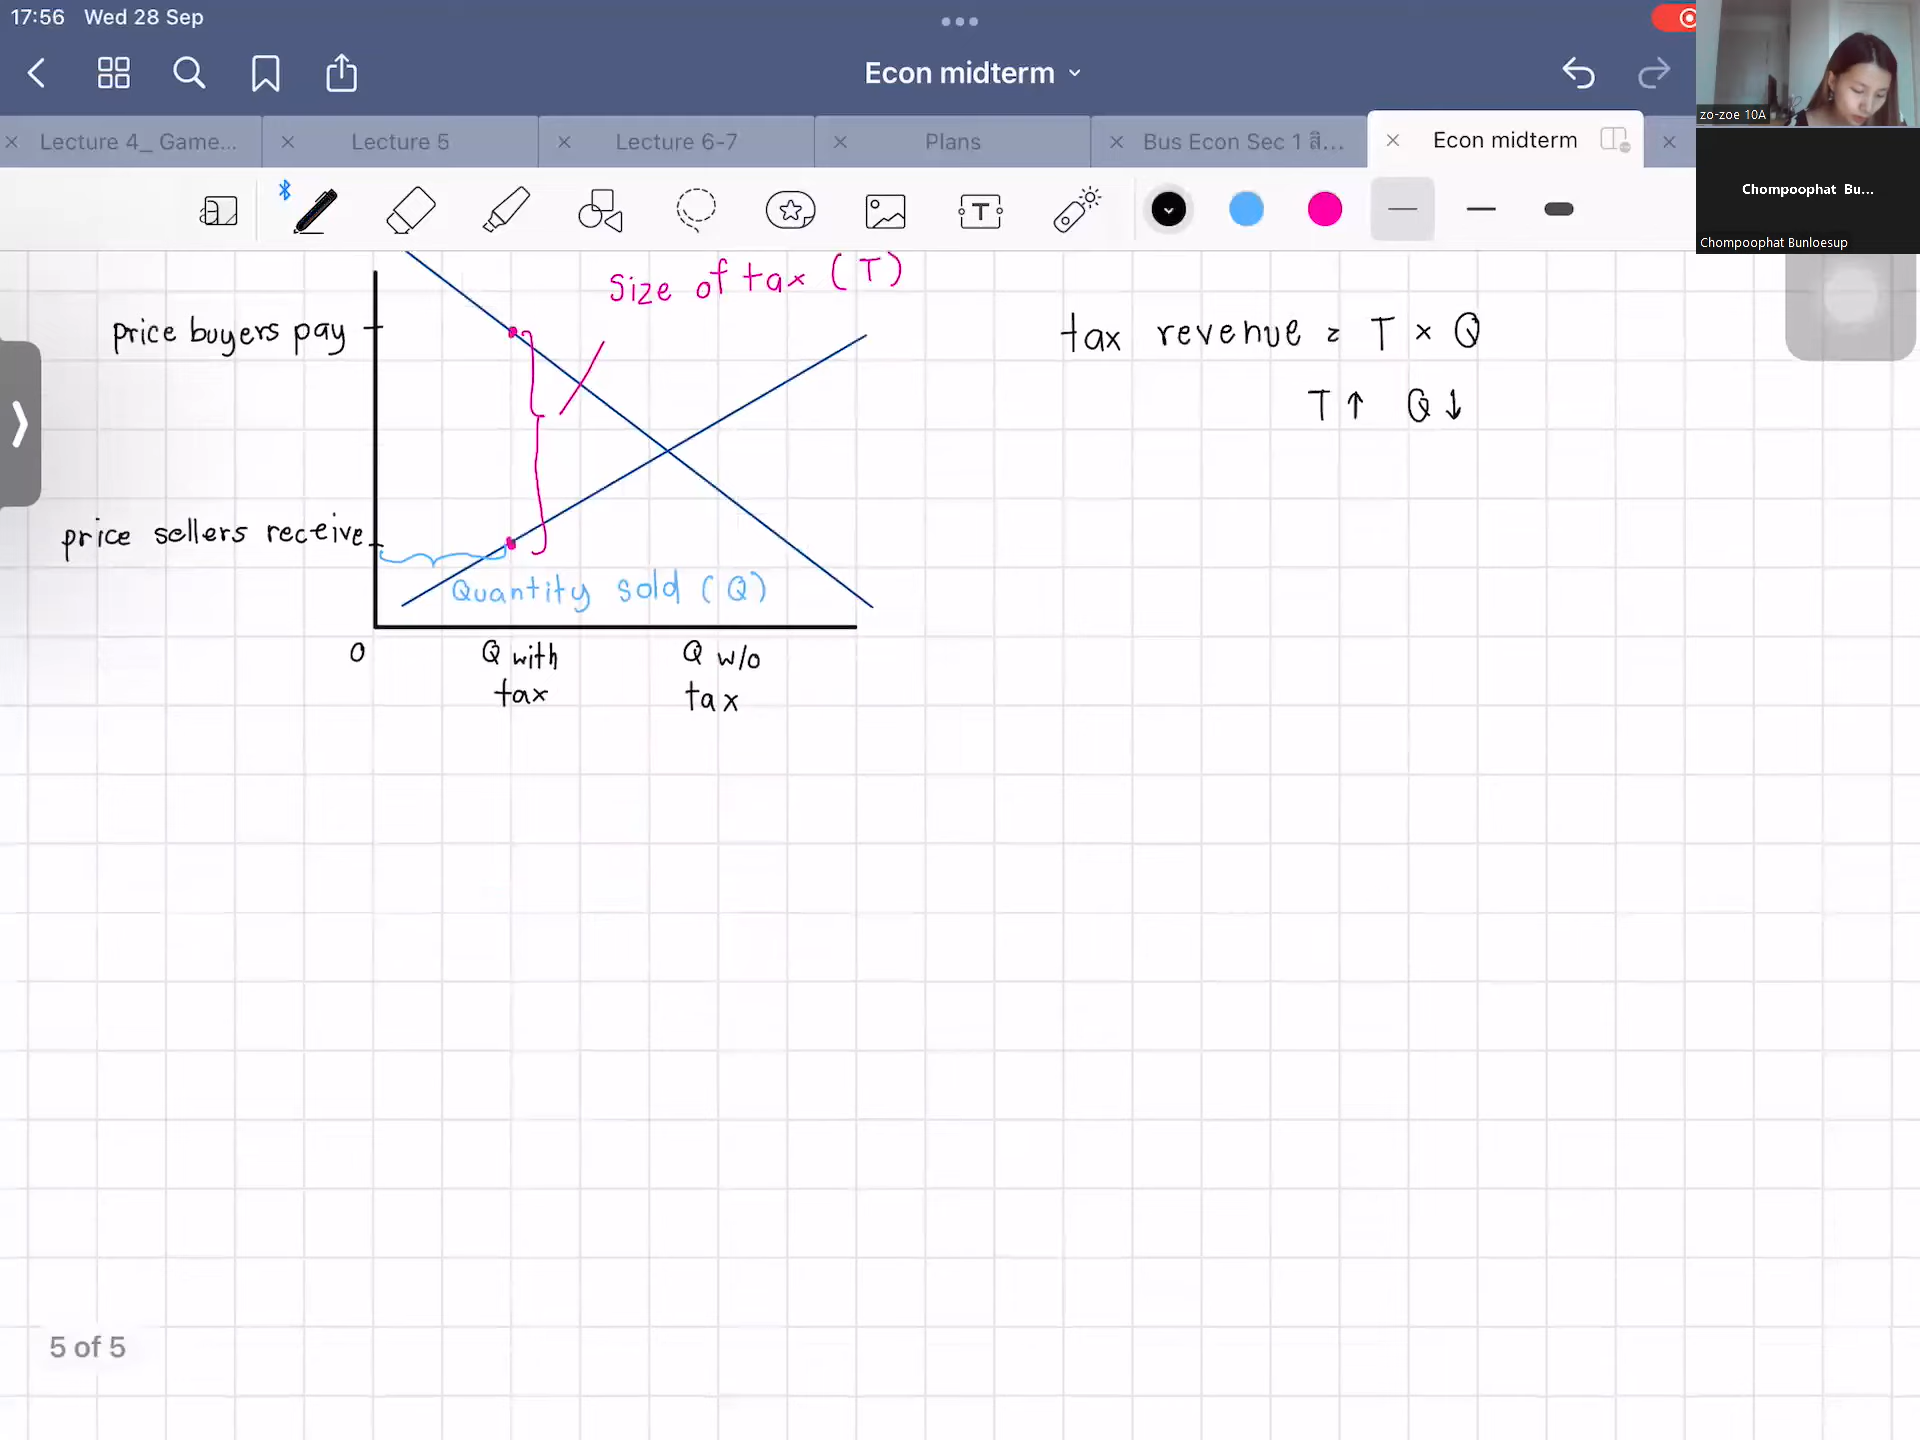 17:56 Wed 28 Sep
Econ midterm
Lecture 4_ Game...
Lecture 5
Lecture 6-7
Plans
Bus Econ Sec 1 สิ...
Econ midterm
zo-zoe 10A
Chompoophat Bu...
Chompoophat Bunloesup
Size of tax (T)
price buyers pay
tax revenue = T × Q
T ↑ Q ↓
price sellers receive
Quantity sold (Q)
0
Q with tax
Q w/o tax
5 of 5